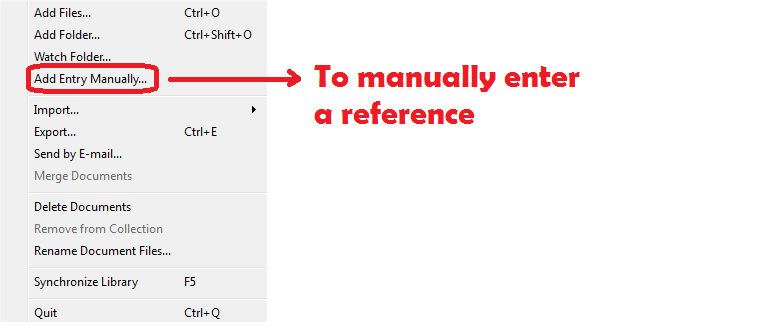 Add Files... Ctrl+O
Add Folder... Ctrl+Shift+O
Watch Folder...
Add Entry Manually...
To manually enter
a reference
Import...
Export... Ctrl+E
Send by E-mail...
Merge Documents
Delete Documents
Remove from Collection
Rename Document Files...
Synchronize Library F5
Quit Ctrl+Q